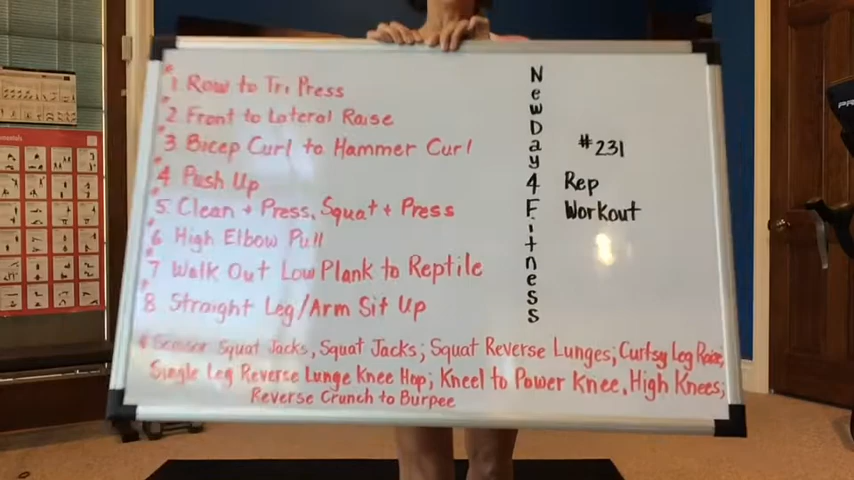 * 1 Row to Tri Press
* 2 Front to Lateral Raise
* 3 Bicep Curl to Hammer Curl
* 4 Push Up
* 5 Clean + Press, Squat + Press
* 6 High Elbow Pull
* 7 Walk Out Low Plank to Reptile
* 8 Straight Leg/Arm Sit Up
NewDay4Fitness
#231
Rep
Workout
* Scissor Squat Jacks, Squat Jacks; Squat Reverse Lunges; Curtsy Leg Raise;
Single Leg Reverse Lunge Knee Hop; Kneel to Power Knee, High Knees;
Reverse Crunch to Burpee